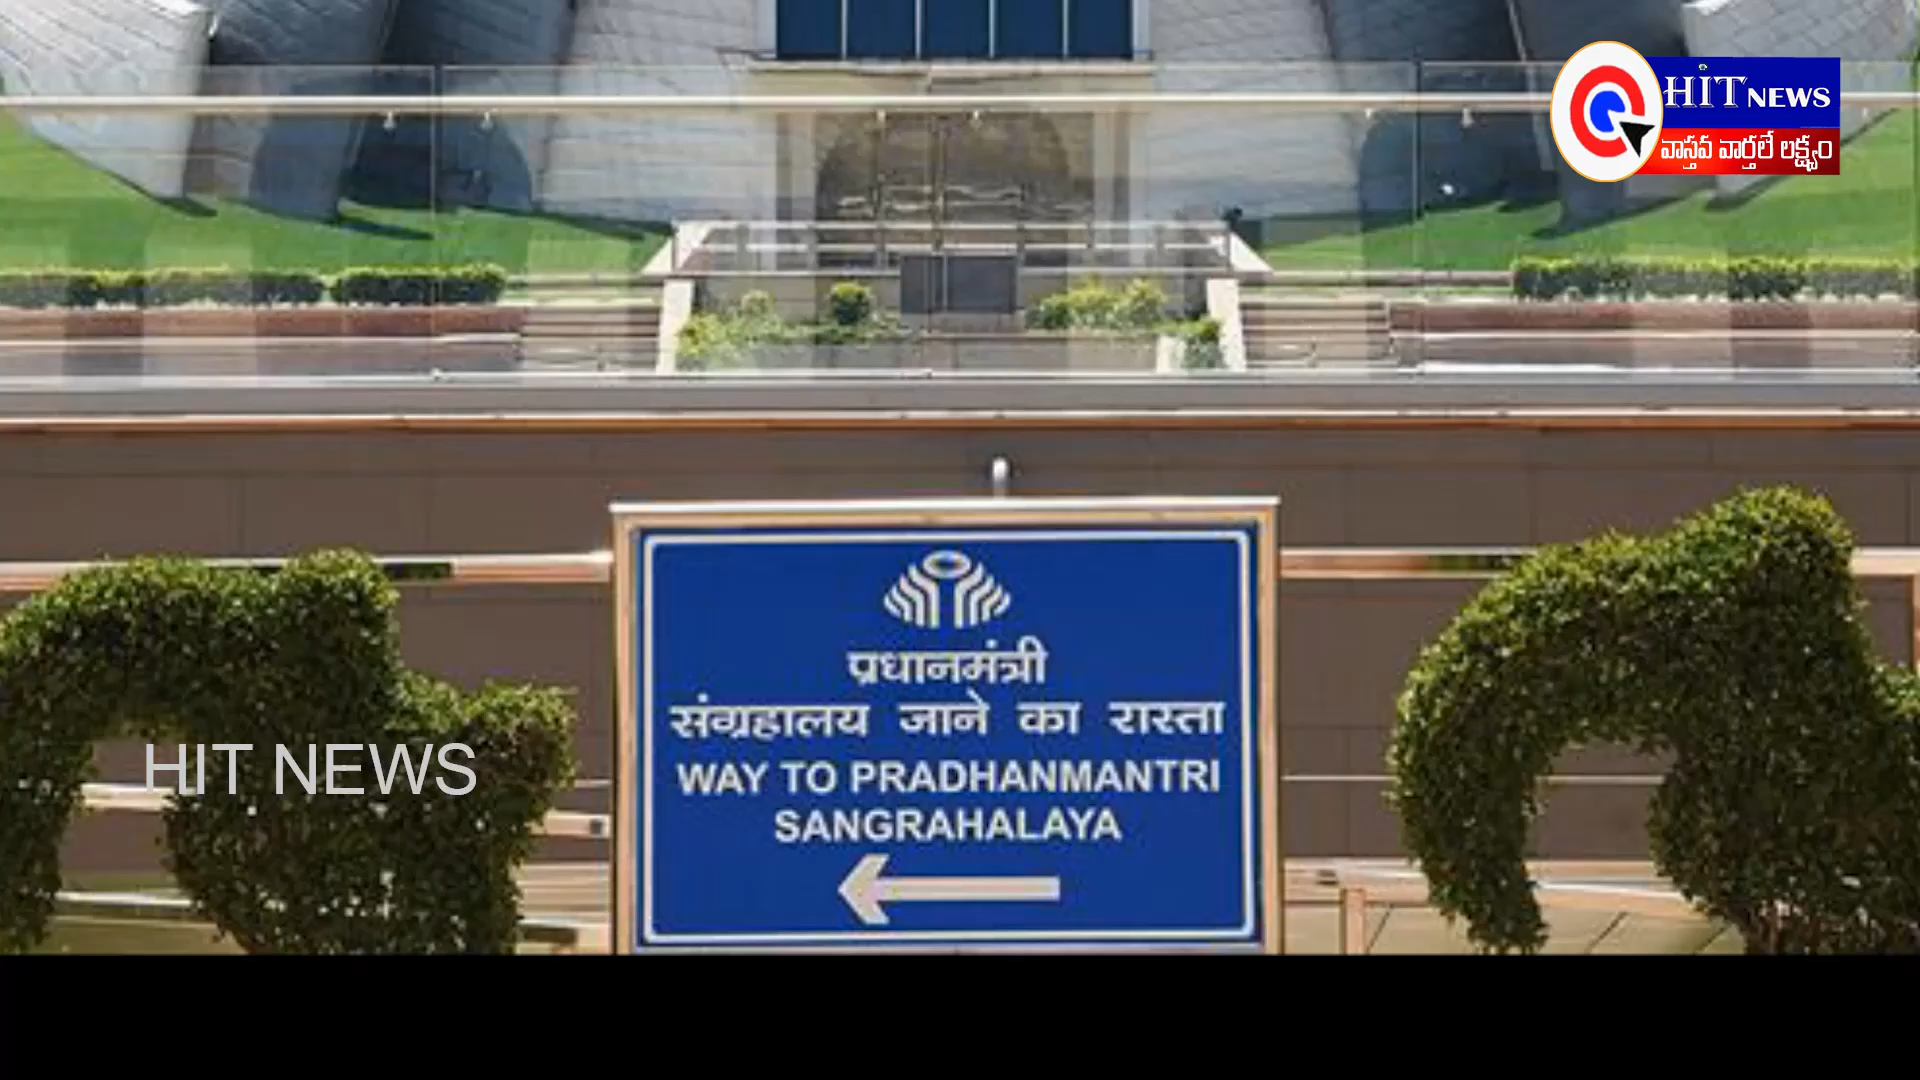 HIT NEWS
వాస్తవ వార్తలే లక్ష్యం
प्रधानमंत्री
संग्रहालय जाने का रास्ता
WAY TO PRADHANMANTRI
SANGRAHALAYA
HIT NEWS